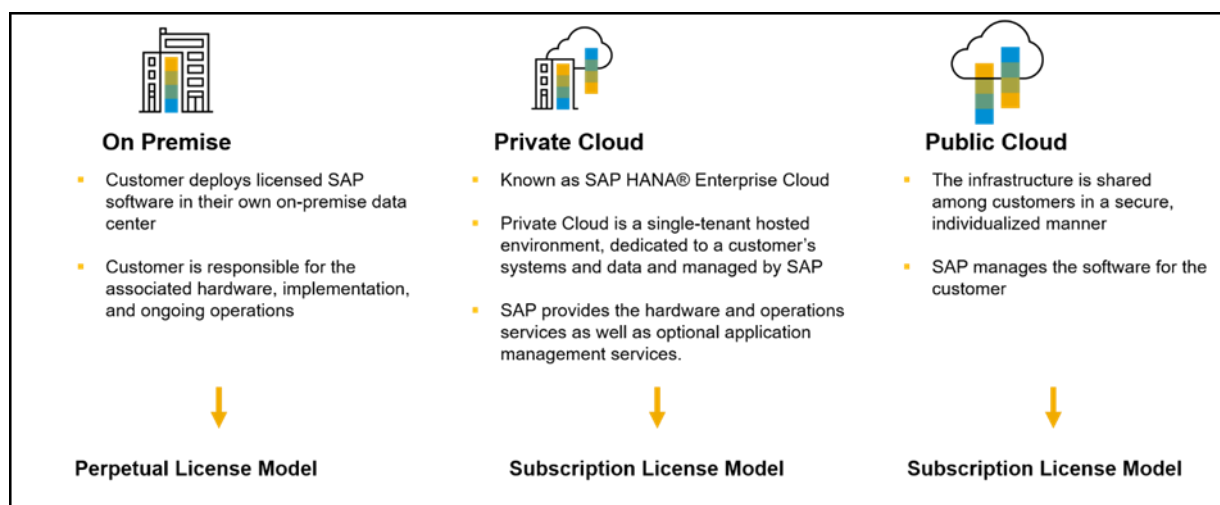 On Premise
Customer deploys licensed SAP
software in their own on-premise data
center
Customer is responsible for the
associated hardware, implementation,
and ongoing operations
Perpetual License Model
Private Cloud
Known as SAP HANA® Enterprise Cloud
Private Cloud is a single-tenant hosted
environment, dedicated to a customer's
systems and data and managed by SAP
SAP provides the hardware and operations
services as well as optional application
management services.
Subscription License Model
Public Cloud
The infrastructure is shared
among customers in a secure,
individualized manner
SAP manages the software for the
customer
Subscription License Model